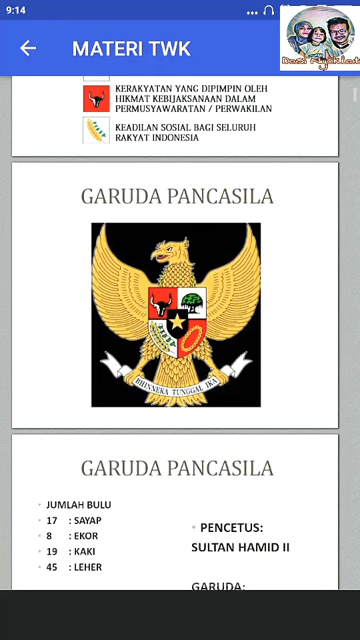 9:14
MATERI TWK
KERAKYATAN YANG DIPIMPIN OLEH
HIKMAT KEBIJAKSANAAN DALAM
PERMUSYAWARATAN / PERWAKILAN
KEADILAN SOSIAL BAGI SELURUH
RAKYAT INDONESIA
GARUDA PANCASILA
BHINNEKA TUNGGAL IKA
GARUDA PANCASILA
• JUMLAH BULU
• 17 : SAYAP
• 8 : EKOR
• 19 : KAKI
• 45 : LEHER
• PENCETUS:
SULTAN HAMID II
GARUDA: